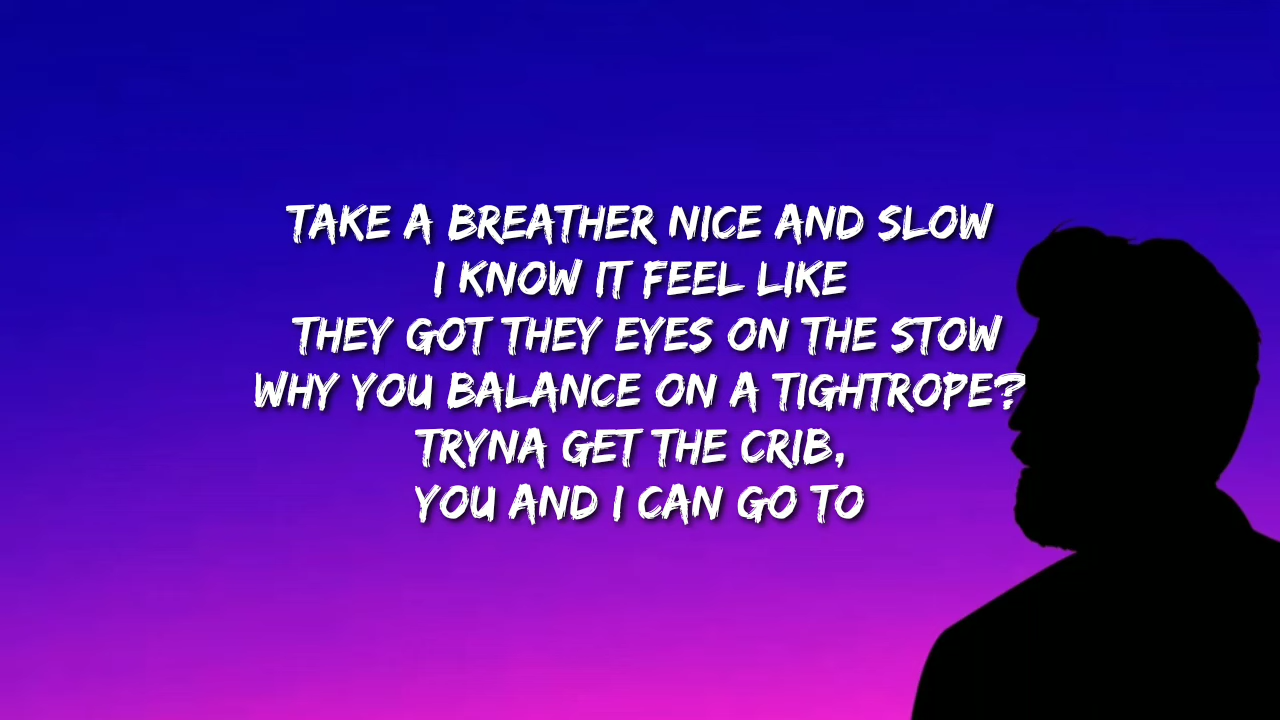 TAKE A BREATHER NICE AND SLOW
I KNOW IT FEEL LIKE
THEY GOT THEY EYES ON THE STOW
WHY YOU BALANCE ON A TIGHTROPE?
TRYNA GET THE CRIB,
YOU AND I CAN GO TO